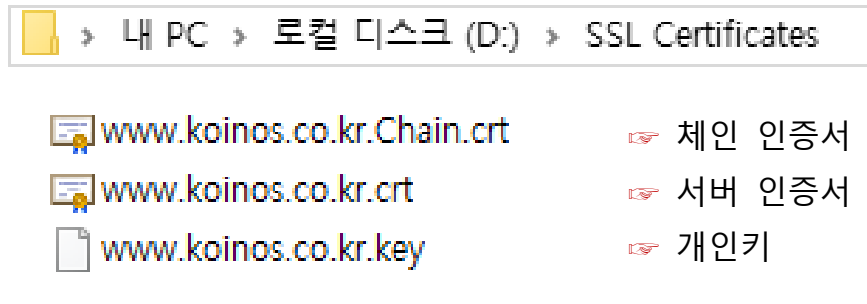 > 내 PC > 로컬 디스크 (D:) > SSL Certificates
www.koinos.co.kr.Chain.crt ☞ 체인 인증서
www.koinos.co.kr.crt ☞ 서버 인증서
www.koinos.co.kr.key ☞ 개인키